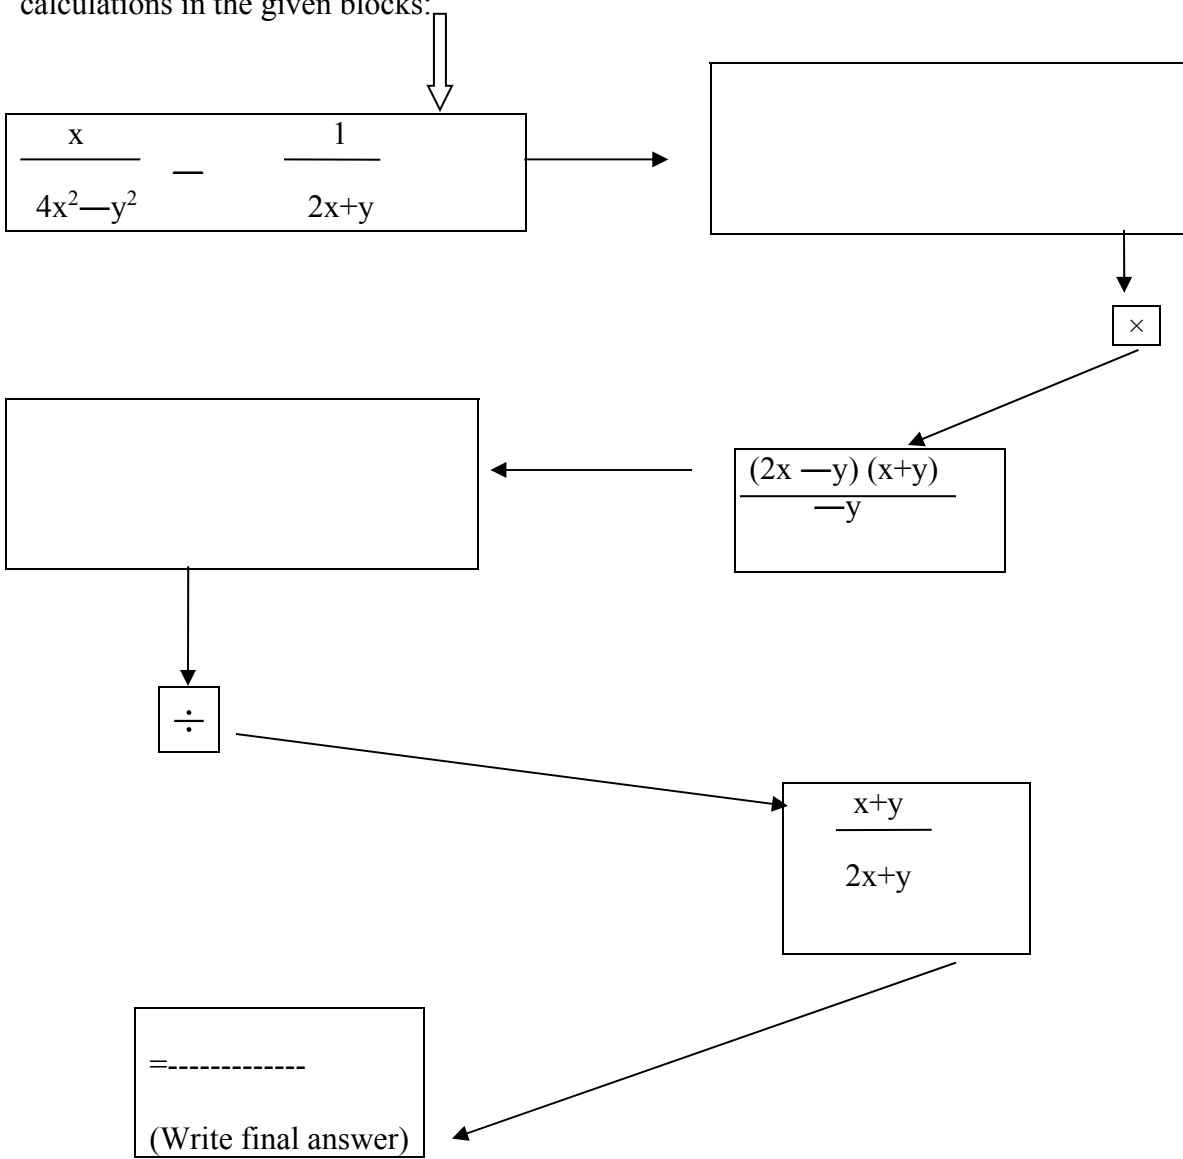 calculations in the given blocks:
x 1
— 
4x²—y² 2x+y
×
(2x —y) (x+y)
—y
÷
x+y
2x+y
=-------------
(Write final answer)